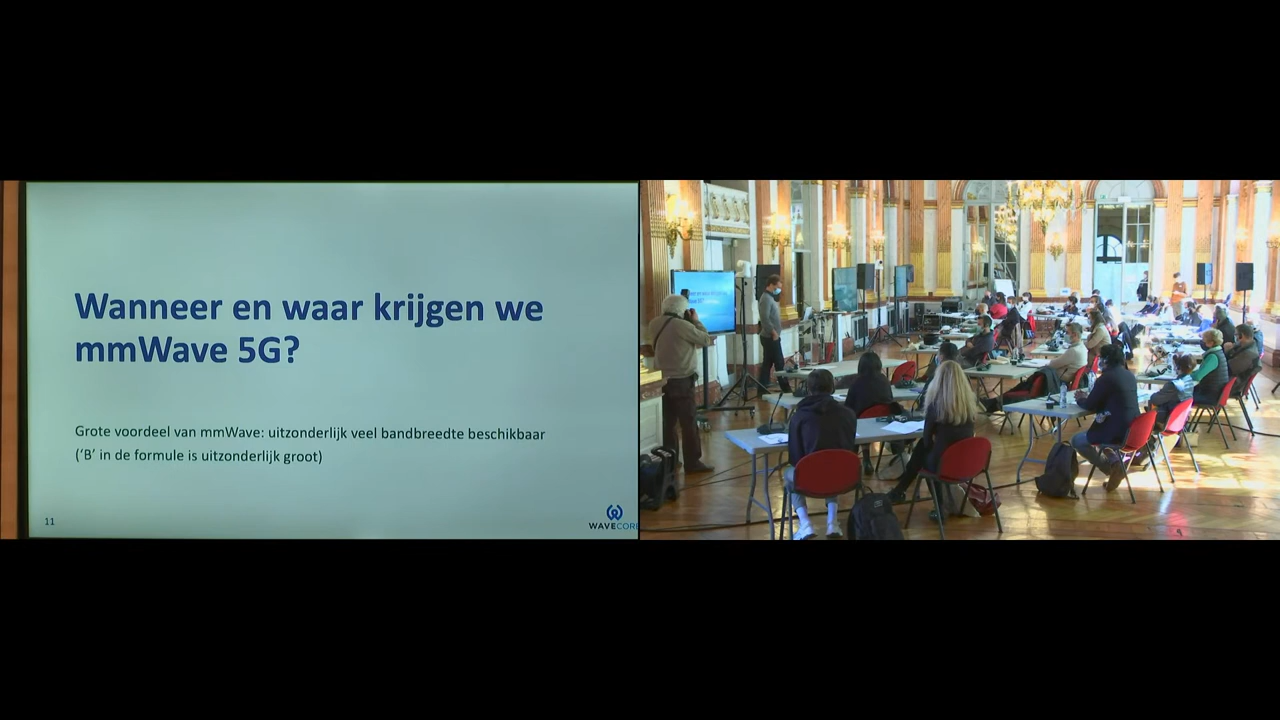 Wanneer en waar krijgen we
mmWave 5G?
Grote voordeel van mmWave: uitzonderlijk veel bandbreedte beschikbaar
('B' in de formule is uitzonderlijk groot)
11
WAVECORE